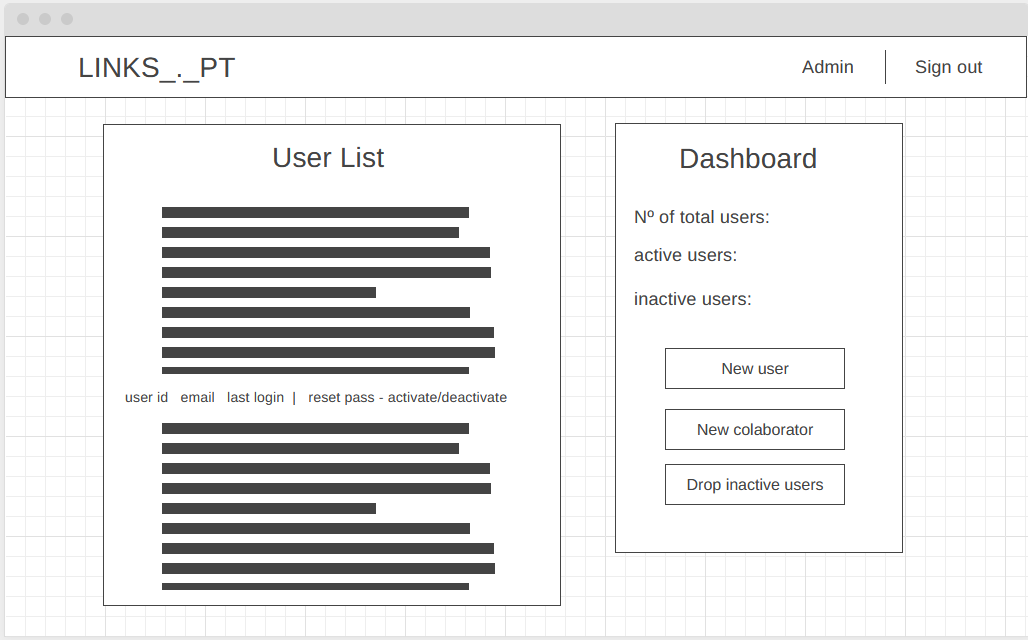 LINKS_._PT
Admin
Sign out
User List
user id email last login | reset pass - activate/deactivate
Dashboard
Nº of total users:
active users:
inactive users:
New user
New colaborator
Drop inactive users